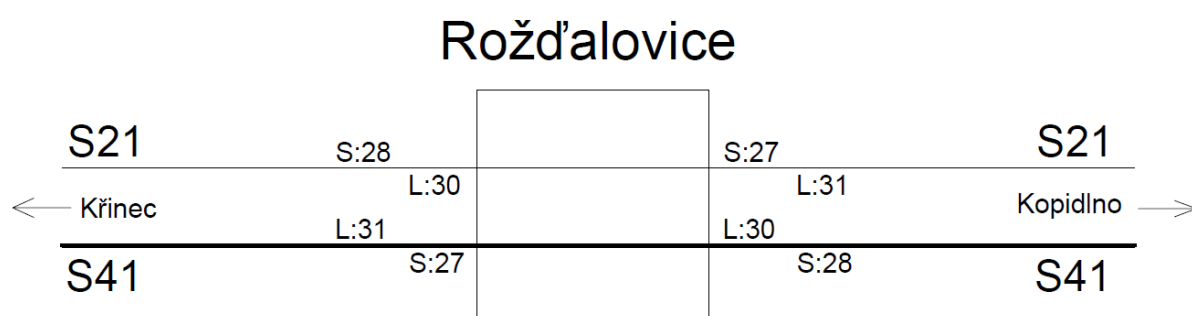 Rožďalovice
S21 S:28 S:27 S21
L:30 L:31
Křinec Kopidlno
L:31 L:30
S41 S:27 S:28 S41